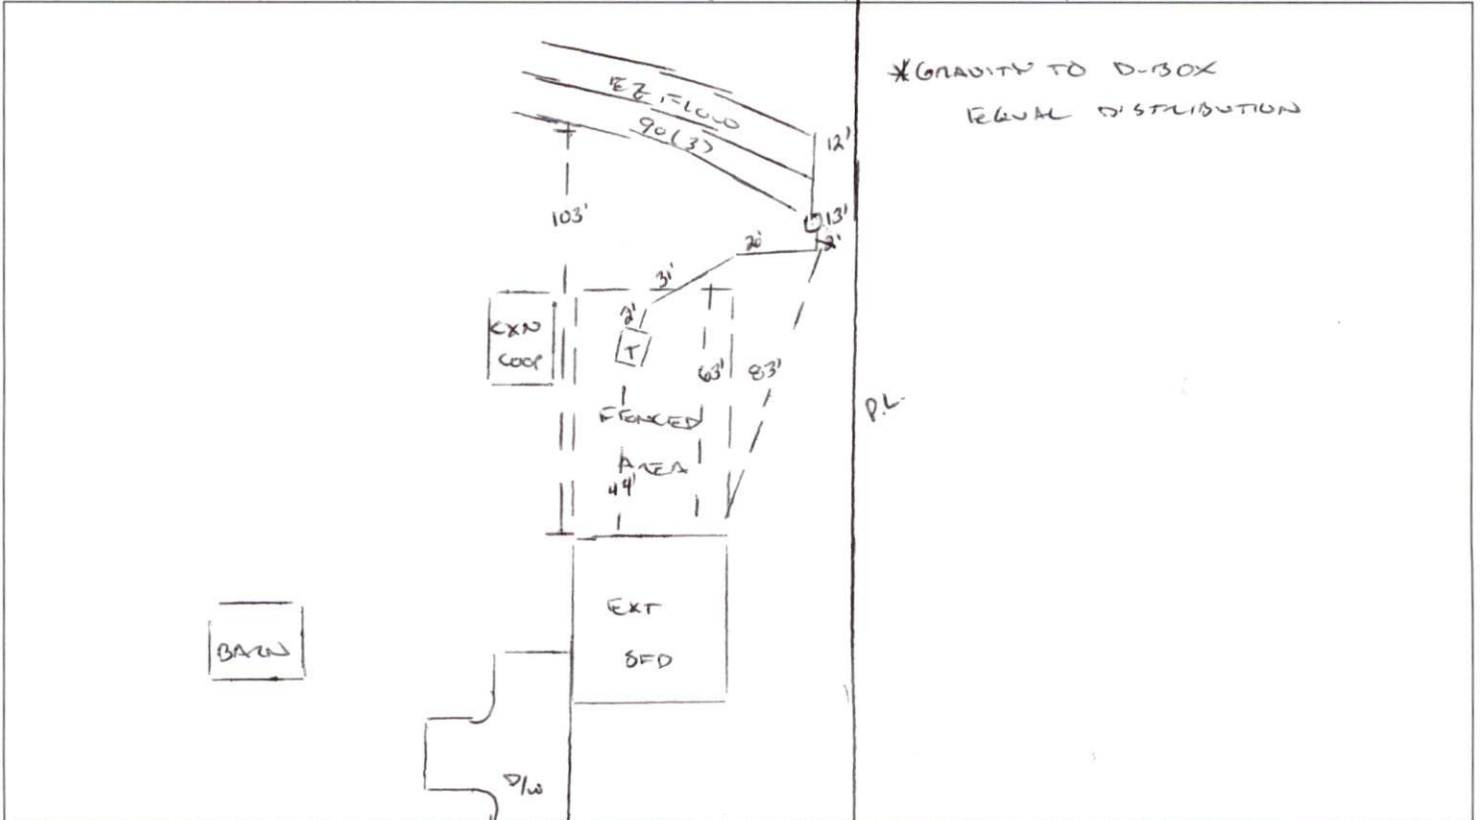 *GRAVITY TO D-BOX
EQUAL DISTRIBUTION
EZ FLOW
90(3)
12'
13'
2'
20'
31'
2'
103'
CXN
COOP
T
63'
83'
FENCED
AREA
44'
P.L.
EXT
SFD
BARN
D/W